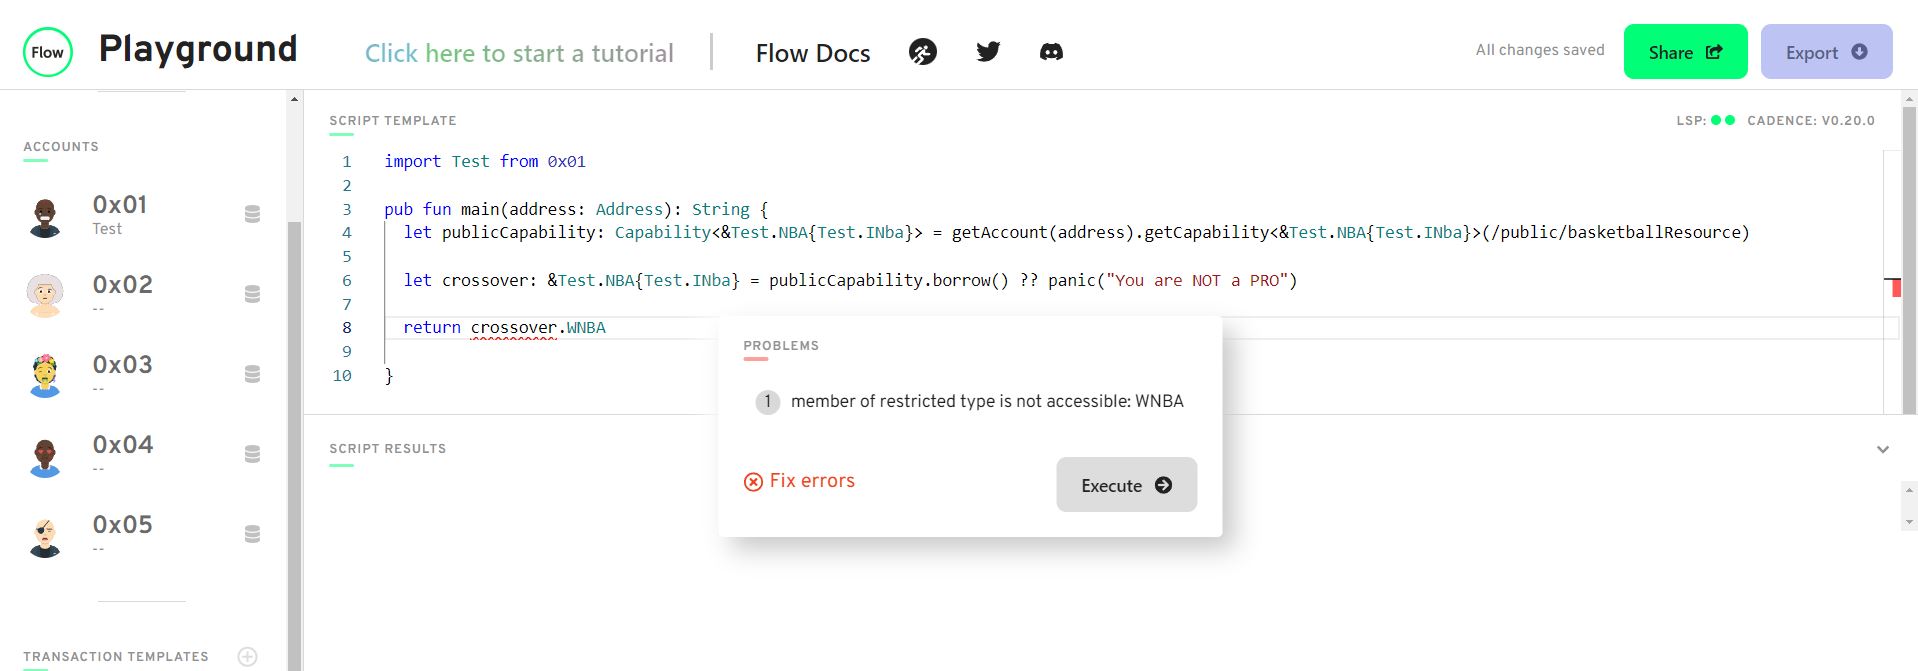 Flow Playground Click here to start a tutorial Flow Docs All changes saved Share Export
ACCOUNTS
0x01
Test
0x02
--
0x03
--
0x04
--
0x05
--
TRANSACTION TEMPLATES
SCRIPT TEMPLATE LSP: CADENCE: V0.20.0
1 import Test from 0x01
2
3 pub fun main(address: Address): String {
4 let publicCapability: Capability<&Test.NBA{Test.INba}> = getAccount(address).getCapability<&Test.NBA{Test.INba}>(/public/basketballResource)
5
6 let crossover: &Test.NBA{Test.INba} = publicCapability.borrow() ?? panic("You are NOT a PRO")
7
8 return crossover.WNBA
9
10 }
PROBLEMS
1 member of restricted type is not accessible: WNBA
Fix errors Execute
SCRIPT RESULTS